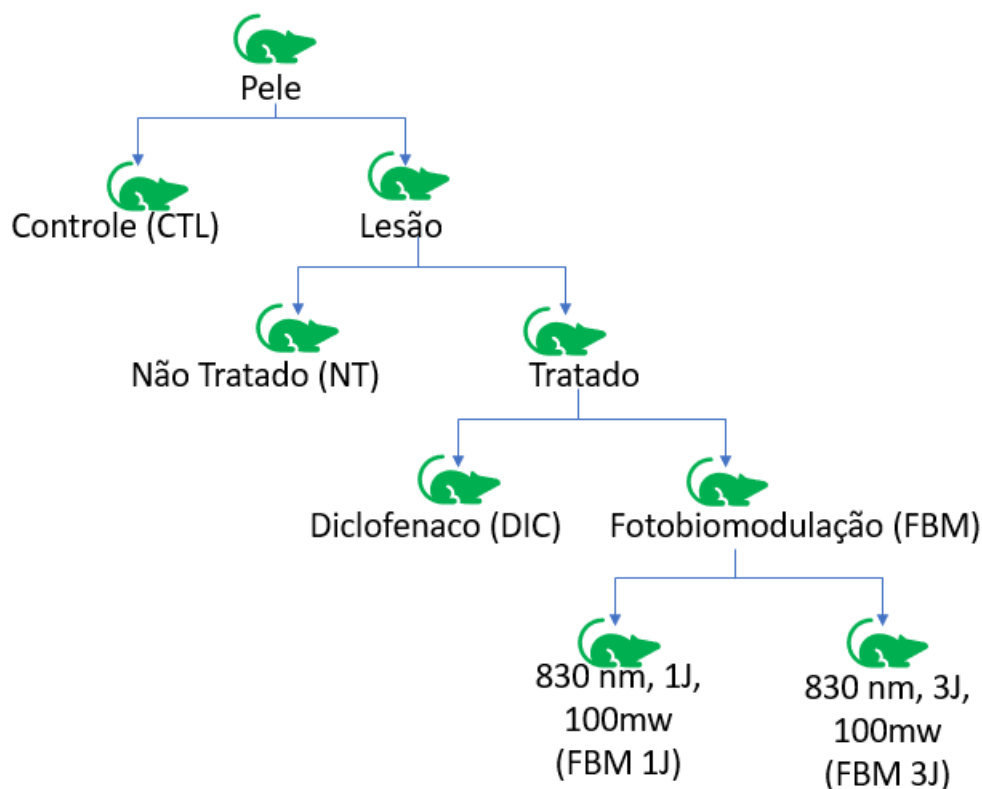 Pele
Controle (CTL)
Lesão
Não Tratado (NT)
Tratado
Diclofenaco (DIC)
Fotobiomodulação (FBM)
830 nm, 1J,
100mw
(FBM 1J)
830 nm, 3J,
100mw
(FBM 3J)